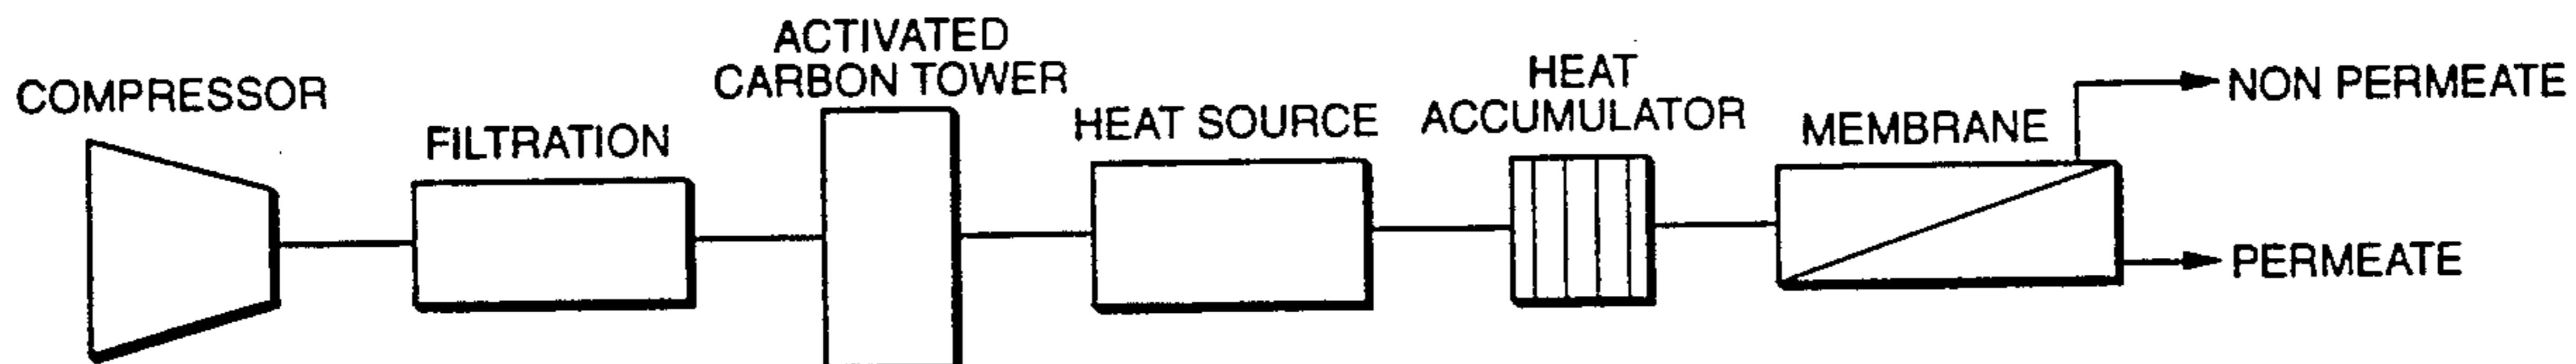 COMPRESSOR
FILTRATION
ACTIVATED
CARBON TOWER
HEAT SOURCE
HEAT
ACCUMULATOR
MEMBRANE
NON PERMEATE
PERMEATE